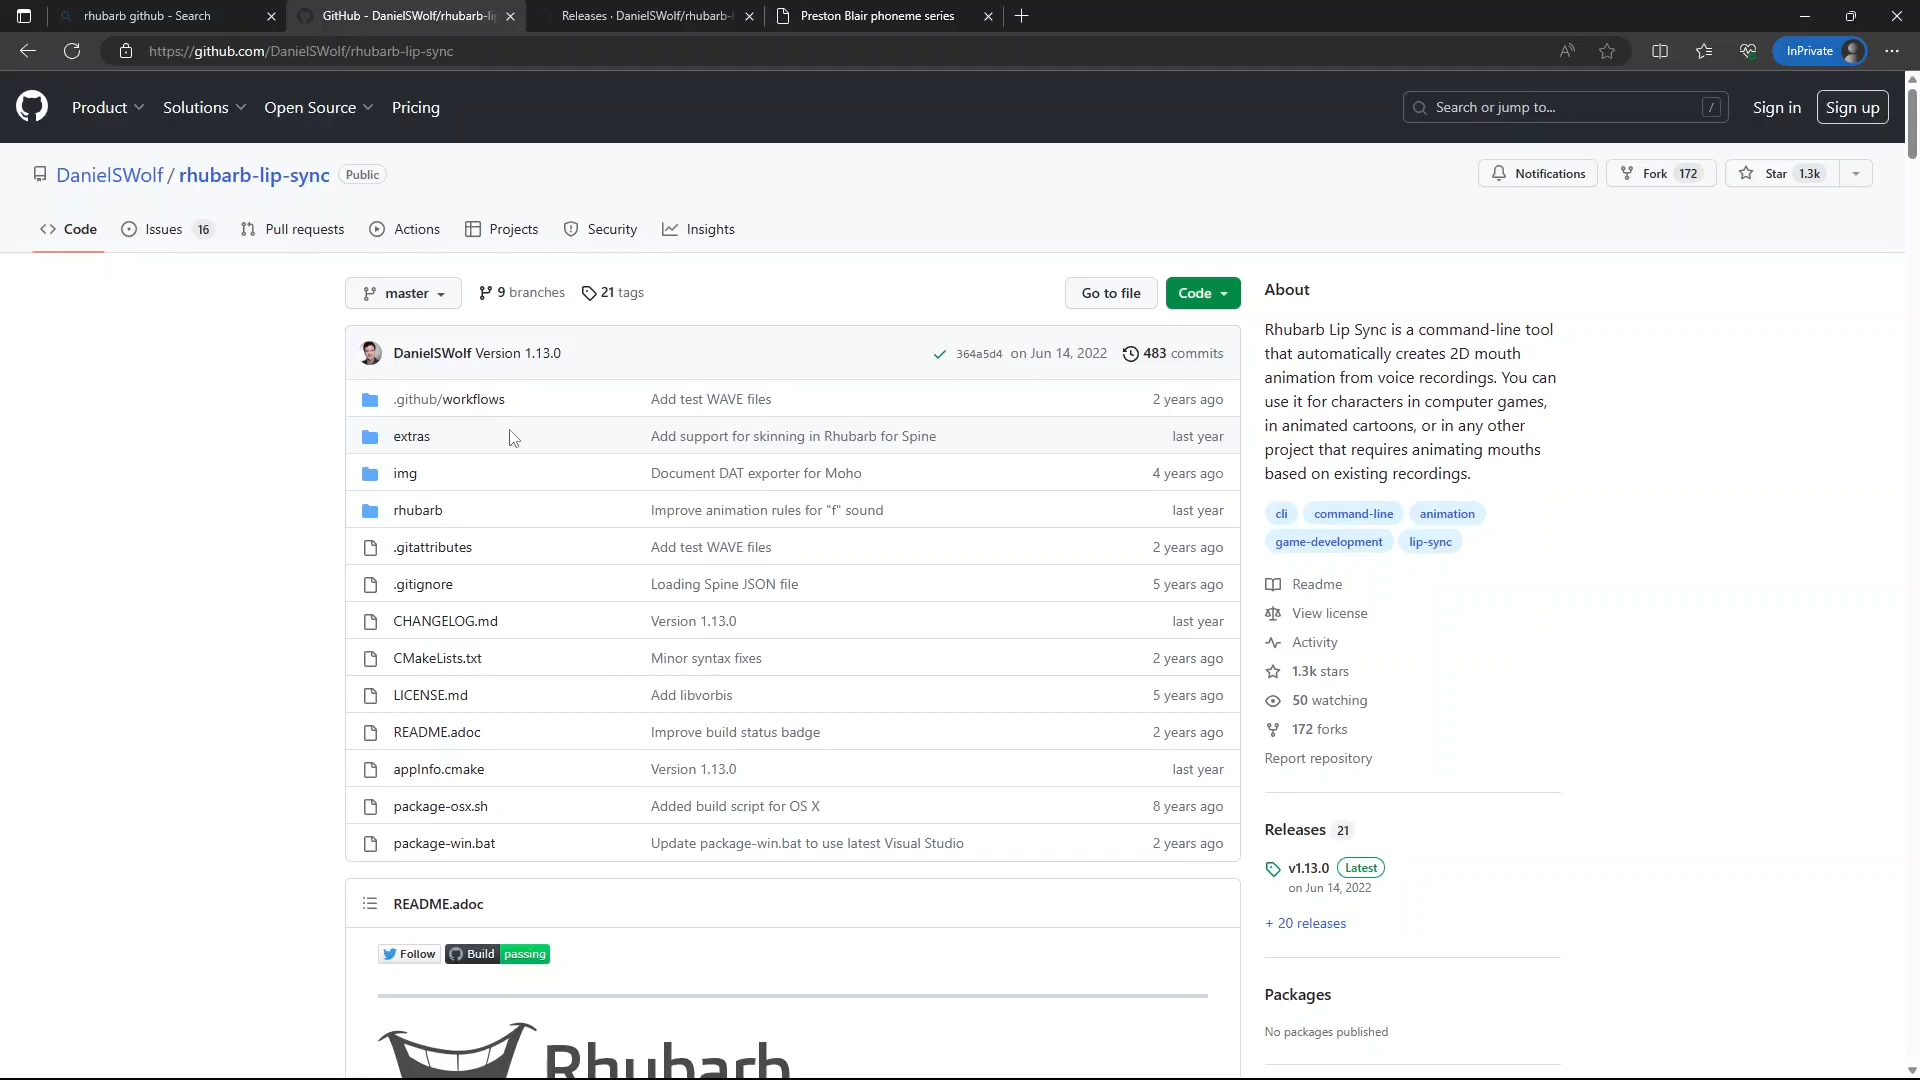 rhubarb github - Search
GitHub - DanielSWolf/rhubarb-li
Releases · DanielSWolf/rhubarb-l
Preston Blair phoneme series
https://github.com/DanielSWolf/rhubarb-lip-sync
InPrivate
Product
Solutions
Open Source
Pricing
Search or jump to...
/
Sign in
Sign up
DanielSWolf / rhubarb-lip-sync
Public
Notifications
Fork 172
Star 1.3k
Code
Issues 16
Pull requests
Actions
Projects
Security
Insights
master
9 branches
21 tags
Go to file
Code
DanielSWolf Version 1.13.0
364a5d4 on Jun 14, 2022
483 commits
.github/workflows Add test WAVE files 2 years ago
extras Add support for skinning in Rhubarb for Spine last year
img Document DAT exporter for Moho 4 years ago
rhubarb Improve animation rules for "f" sound last year
.gitattributes Add test WAVE files 2 years ago
.gitignore Loading Spine JSON file 5 years ago
CHANGELOG.md Version 1.13.0 last year
CMakeLists.txt Minor syntax fixes 2 years ago
LICENSE.md Add libvorbis 5 years ago
README.adoc Improve build status badge 2 years ago
appInfo.cmake Version 1.13.0 last year
package-osx.sh Added build script for OS X 8 years ago
package-win.bat Update package-win.bat to use latest Visual Studio 2 years ago
README.adoc
Follow
Build passing
Rhubarb
About
Rhubarb Lip Sync is a command-line tool
that automatically creates 2D mouth
animation from voice recordings. You can
use it for characters in computer games,
in animated cartoons, or in any other
project that requires animating mouths
based on existing recordings.
cli command-line animation
game-development lip-sync
Readme
View license
Activity
1.3k stars
50 watching
172 forks
Report repository
Releases 21
v1.13.0 Latest
on Jun 14, 2022
+ 20 releases
Packages
No packages published